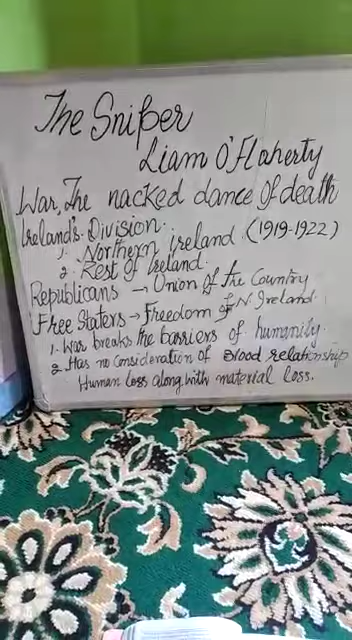 The Sniper
Liam O'Flaherty
War, The nacked dance of death
Ireland's Division.
1. Northern Ireland (1919-1922)
2. Rest Of Ireland.
Republicans → Union Of the Country
Free Staters → Freedom of N. Ireland.
1. War breaks the barriers of humanity.
2. Has no consideration of Blood relationship
Human loss along with material loss.